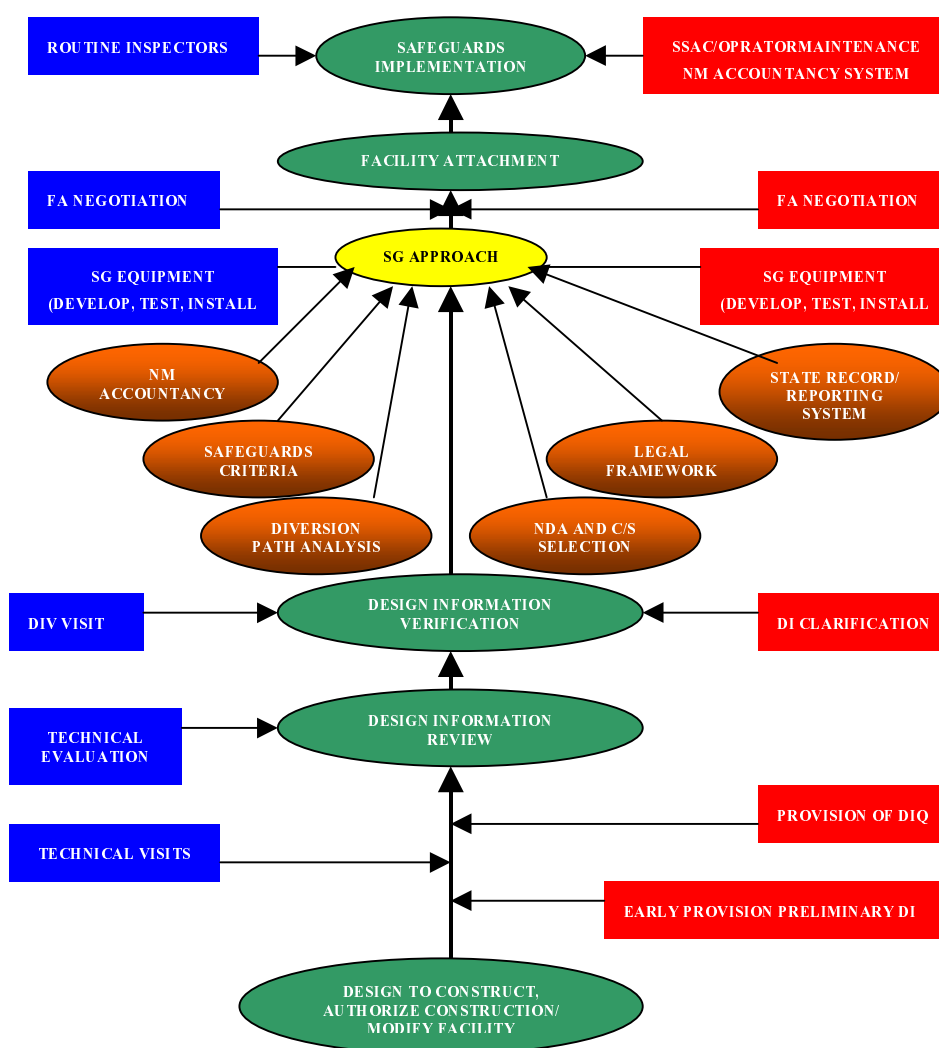 ROUTINE INSPECTORS
SAFEGUARDS
IMPLEMENTATION
SSAC/OPRATORMAINTENANCE
NM ACCOUNTANCY SYSTEM
FACILITY ATTACHMENT
FA NEGOTIATION
FA NEGOTIATION
SG APPROACH
SG EQUIPMENT
(DEVELOP, TEST, INSTALL
SG EQUIPMENT
(DEVELOP, TEST, INSTALL
NM
ACCOUNTANCY
STATE RECORD/
REPORTING
SYSTEM
SAFEGUARDS
CRITERIA
LEGAL
FRAMEWORK
DIVERSION
PATH ANALYSIS
NDA AND C/S
SELECTION
DIV VISIT
DESIGN INFORMATION
VERIFICATION
DI CLARIFICATION
TECHNICAL
EVALUATION
DESIGN INFORMATION
REVIEW
PROVISION OF DIQ
TECHNICAL VISITS
EARLY PROVISION PRELIMINARY DI
DESIGN TO CONSTRUCT,
AUTHORIZE CONSTRUCTION/
MODIFY FACILITY